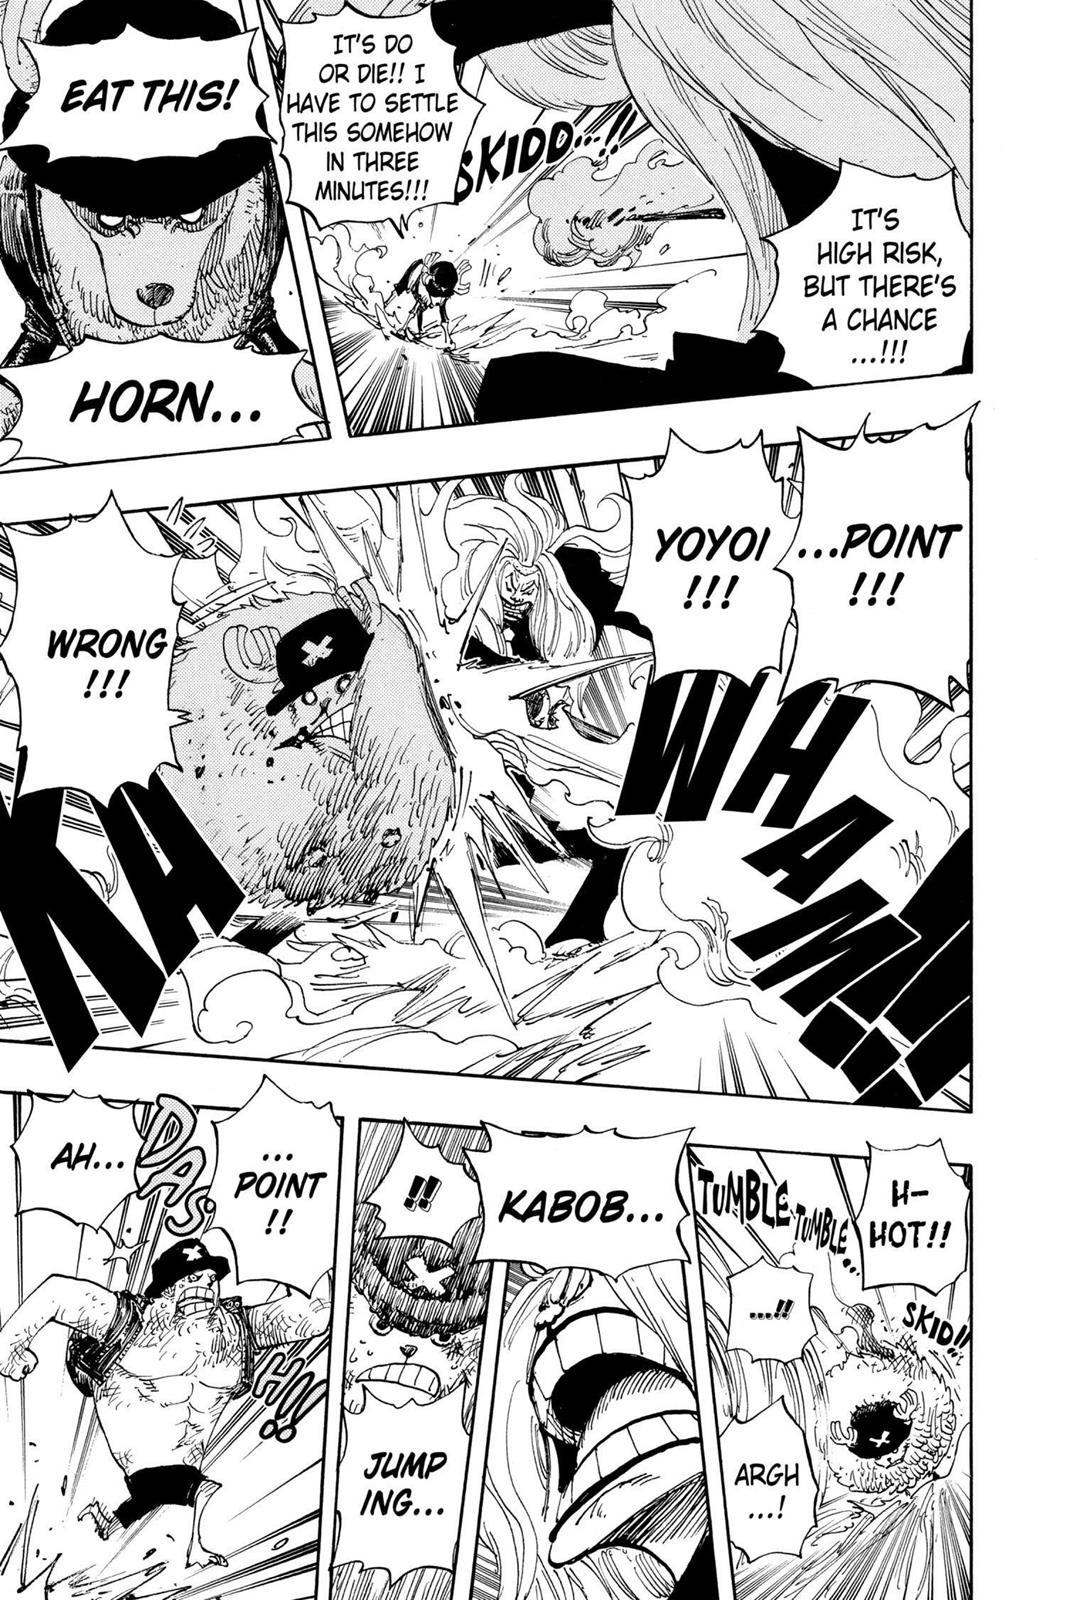 IT'S
HIGH RISK,
BUT THERE'S
A CHANCE
...!!!
SKIDD...!!
IT'S DO
OR DIE!! I
HAVE TO SETTLE
THIS SOMEHOW
IN THREE
MINUTES!!!
EAT THIS!
HORN...
...POINT
!!!
YOYOI
!!!
WHAM!!!
WRONG
!!!
KA
H-
HOT!!
TUMBLE
TUMBLE...
SKID!!
...!!
ARGH
...!
KABOB...
!!
JUMP
ING...
...
POINT
!!
DAS
H!!
AH...